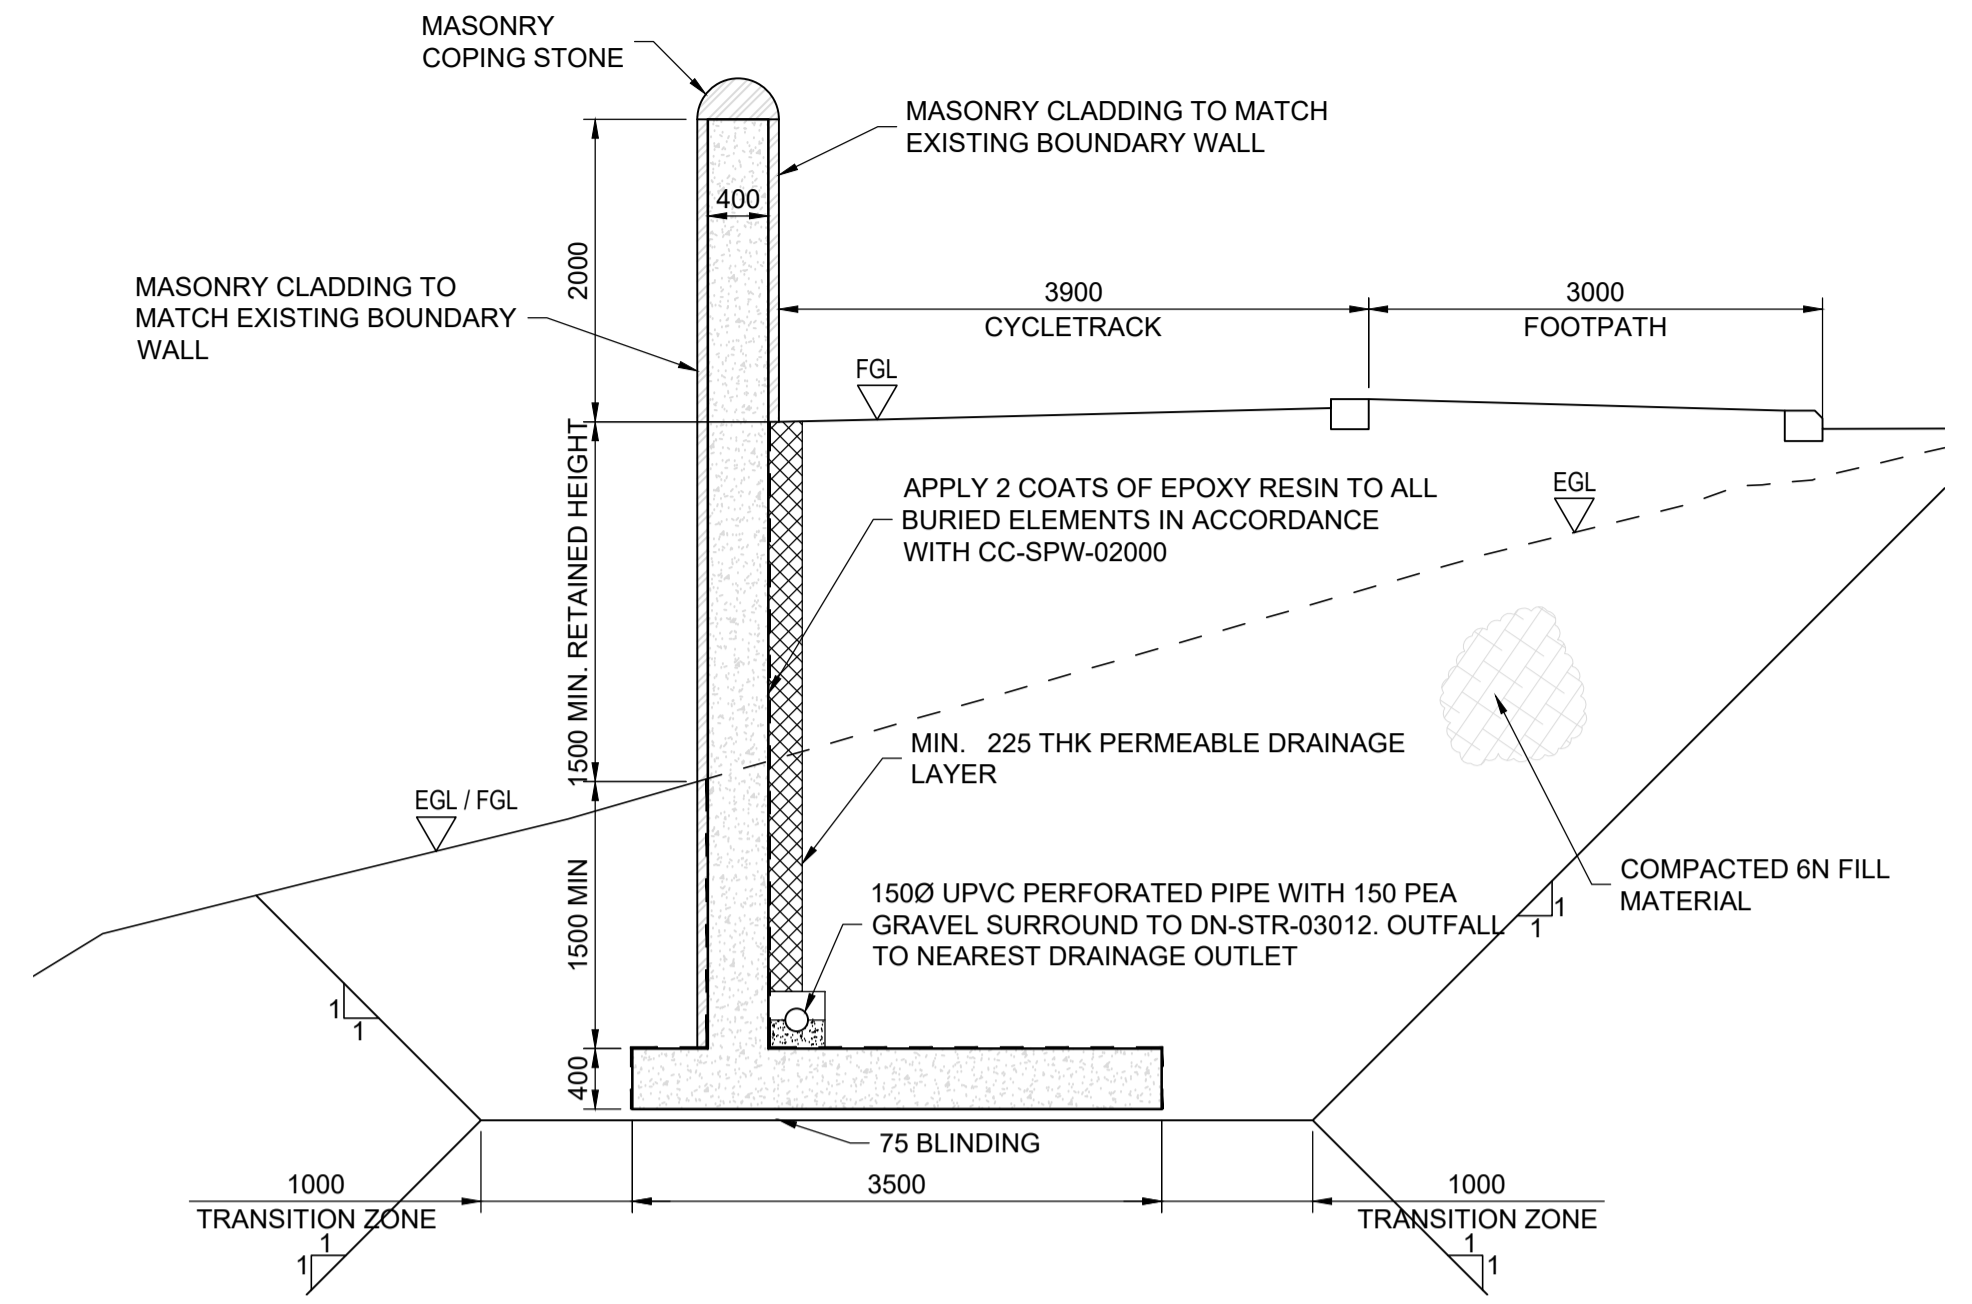 MASONRY
COPING STONE
MASONRY CLADDING TO MATCH
EXISTING BOUNDARY WALL
400
2000
MASONRY CLADDING TO
MATCH EXISTING BOUNDARY
WALL
3900
CYCLETRACK
3000
FOOTPATH
FGL
1500 MIN. RETAINED HEIGHT
APPLY 2 COATS OF EPOXY RESIN TO ALL
BURIED ELEMENTS IN ACCORDANCE
WITH CC-SPW-02000
EGL
MIN. 225 THK PERMEABLE DRAINAGE
LAYER
EGL / FGL
1500 MIN
150Ø UPVC PERFORATED PIPE WITH 150 PEA
GRAVEL SURROUND TO DN-STR-03012. OUTFALL
TO NEAREST DRAINAGE OUTLET
COMPACTED 6N FILL
MATERIAL
1
1
1
1
400
75 BLINDING
1000
TRANSITION ZONE
3500
1000
TRANSITION ZONE
1
1
1
1